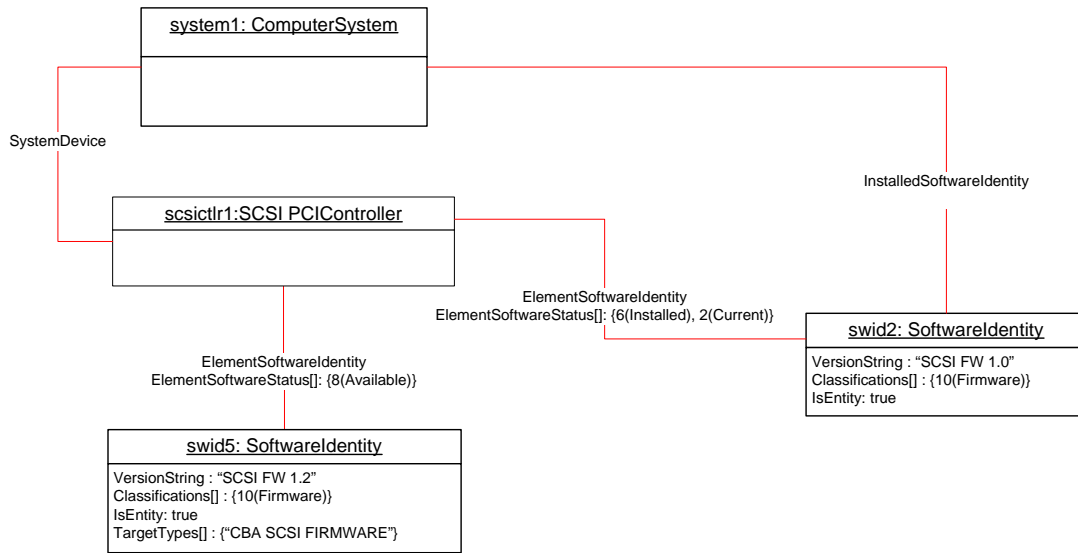 system1: ComputerSystem
SystemDevice
InstalledSoftwareIdentity
scsictlr1:SCSI PCIController
ElementSoftwareIdentity
ElementSoftwareStatus[]: {6(Installed), 2(Current)}
swid2: SoftwareIdentity
VersionString : “SCSI FW 1.0”
Classifications[] : {10(Firmware)}
IsEntity: true
ElementSoftwareIdentity
ElementSoftwareStatus[]: {8(Available)}
swid5: SoftwareIdentity
VersionString : “SCSI FW 1.2”
Classifications[] : {10(Firmware)}
IsEntity: true
TargetTypes[] : {“CBA SCSI FIRMWARE”}